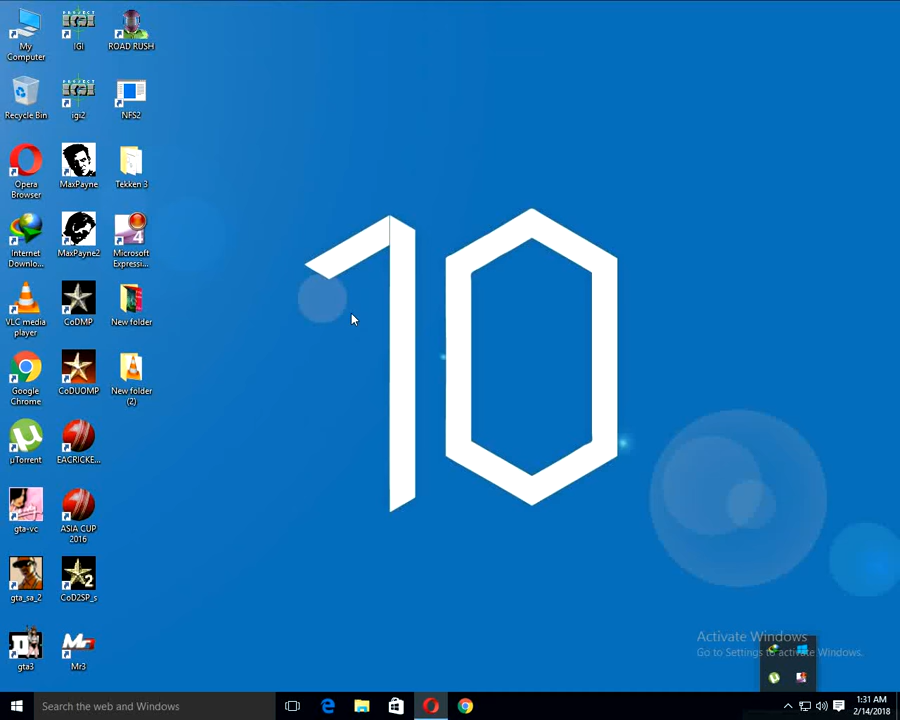 My
Computer
IGI
ROAD RUSH
Recycle Bin
igi2
NFS2
Opera
Browser
MaxPayne
Tekken 3
Internet
Downlo...
MaxPayne2
Microsoft
Expressi...
VLC media
player
CoDMP
New folder
Google
Chrome
CoDUOMP
New folder
(2)
µTorrent
EACRICKE...
gta-vc
ASIA CUP
2016
gta_sa_2
CoD2SP_s
gta3
Mr3
10
Activate Windows
Go to Settings to activate Windows.
Search the web and Windows
1:31 AM
2/14/2018